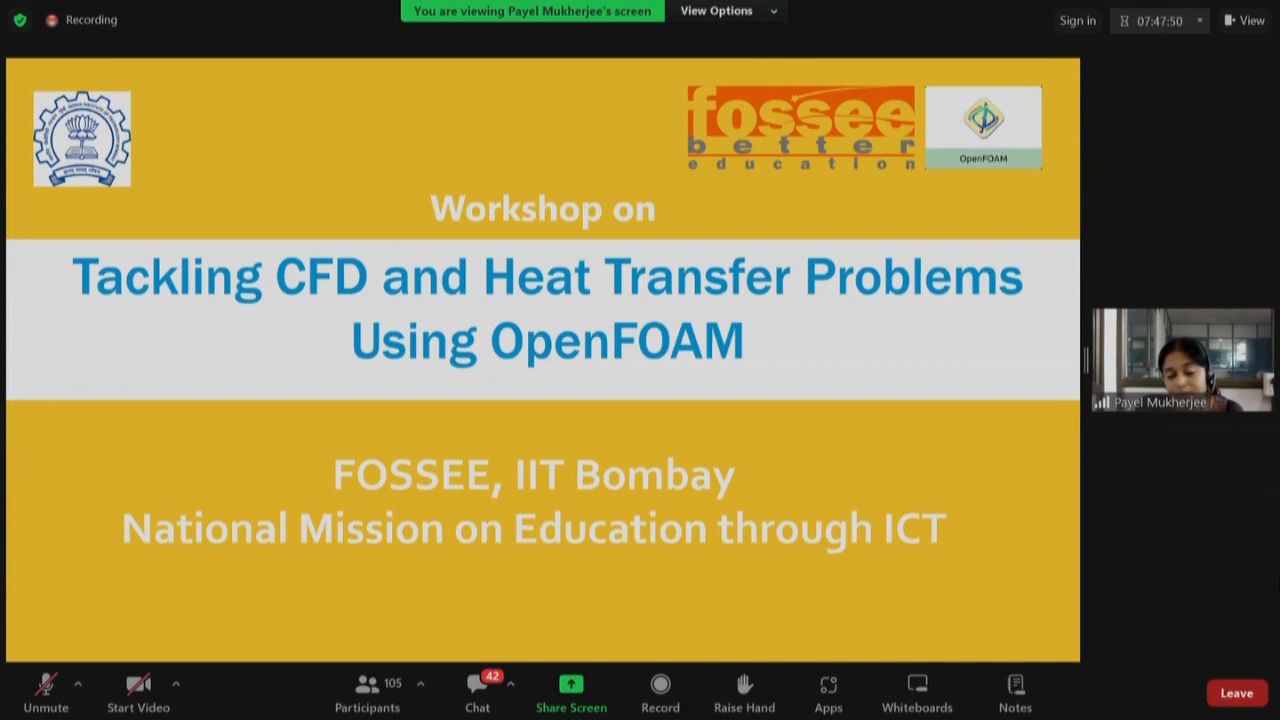 Recording
You are viewing Payel Mukherjee's screen
View Options
Sign in
07:47:50
View
fossee
better
education
OpenFOAM
Workshop on
Tackling CFD and Heat Transfer Problems
Using OpenFOAM
FOSSEE, IIT Bombay
National Mission on Education through ICT
Payel Mukherjee
105
42
Unmute
Start Video
Participants
Chat
Share Screen
Record
Raise Hand
Apps
Whiteboards
Notes
Leave